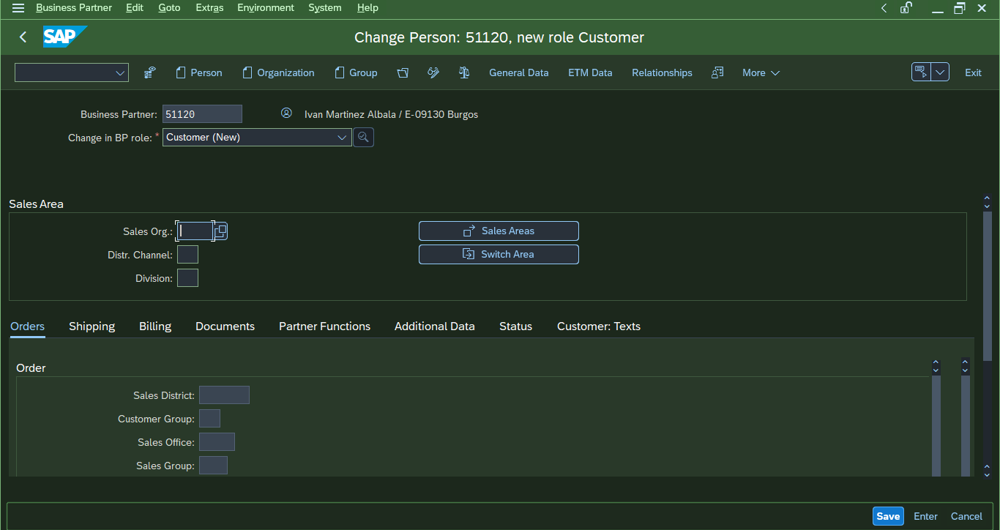 Business Partner Edit Goto Extras Environment System Help
SAP Change Person: 51120, new role Customer
Person Organization Group General Data ETM Data Relationships More Exit
Business Partner: 51120 Ivan Martinez Albala / E-09130 Burgos
Change in BP role: * Customer (New)
Sales Area
Sales Org.: Sales Areas
Distr. Channel: Switch Area
Division:
Orders Shipping Billing Documents Partner Functions Additional Data Status Customer: Texts
Order
Sales District:
Customer Group:
Sales Office:
Sales Group:
Save Enter Cancel